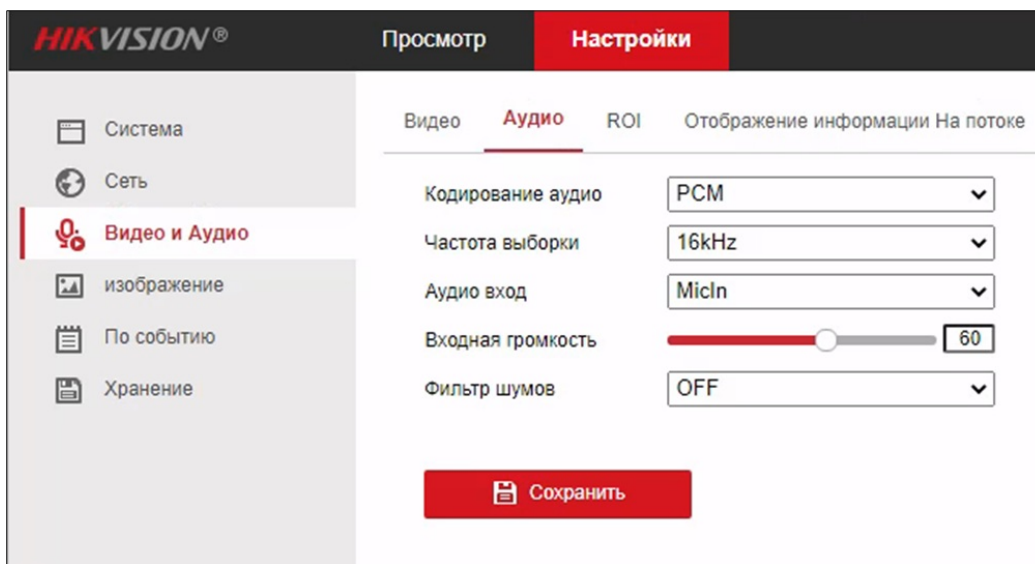 HIKVISION®
Просмотр
Настройки
Система
Сеть
Видео и Аудио
изображение
По событию
Хранение
Видео
Аудио
ROI
Отображение информации На потоке
Кодирование аудио
PCM
Частота выборки
16kHz
Аудио вход
MicIn
Входная громкость
60
Фильтр шумов
OFF
Сохранить